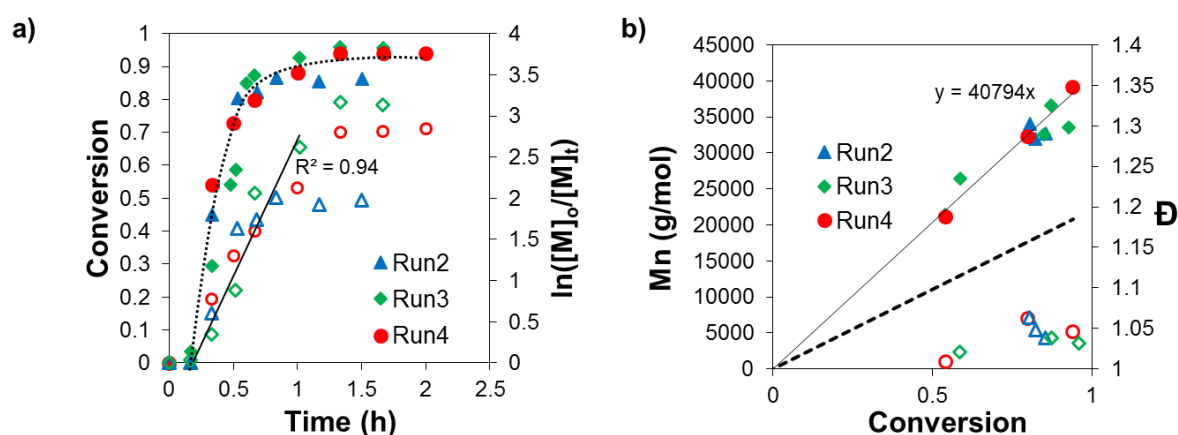 a)
Conversion
1
0.9
0.8
0.7
0.6
0.5
0.4
0.3
0.2
0.1
0
0 0.5 1 1.5 2 2.5
Time (h)
4
3.5
3
2.5
2
1.5
1
0.5
0
ln([M]o/[M]t)
R² = 0.94
Run2
Run3
Run4
b)
Mn (g/mol)
45000
40000
35000
30000
25000
20000
15000
10000
5000
0
0 0.5 1
Conversion
1.4
1.35
1.3
1.25
1.2
1.15
1.1
1.05
1
Đ
y = 40794x
Run2
Run3
Run4